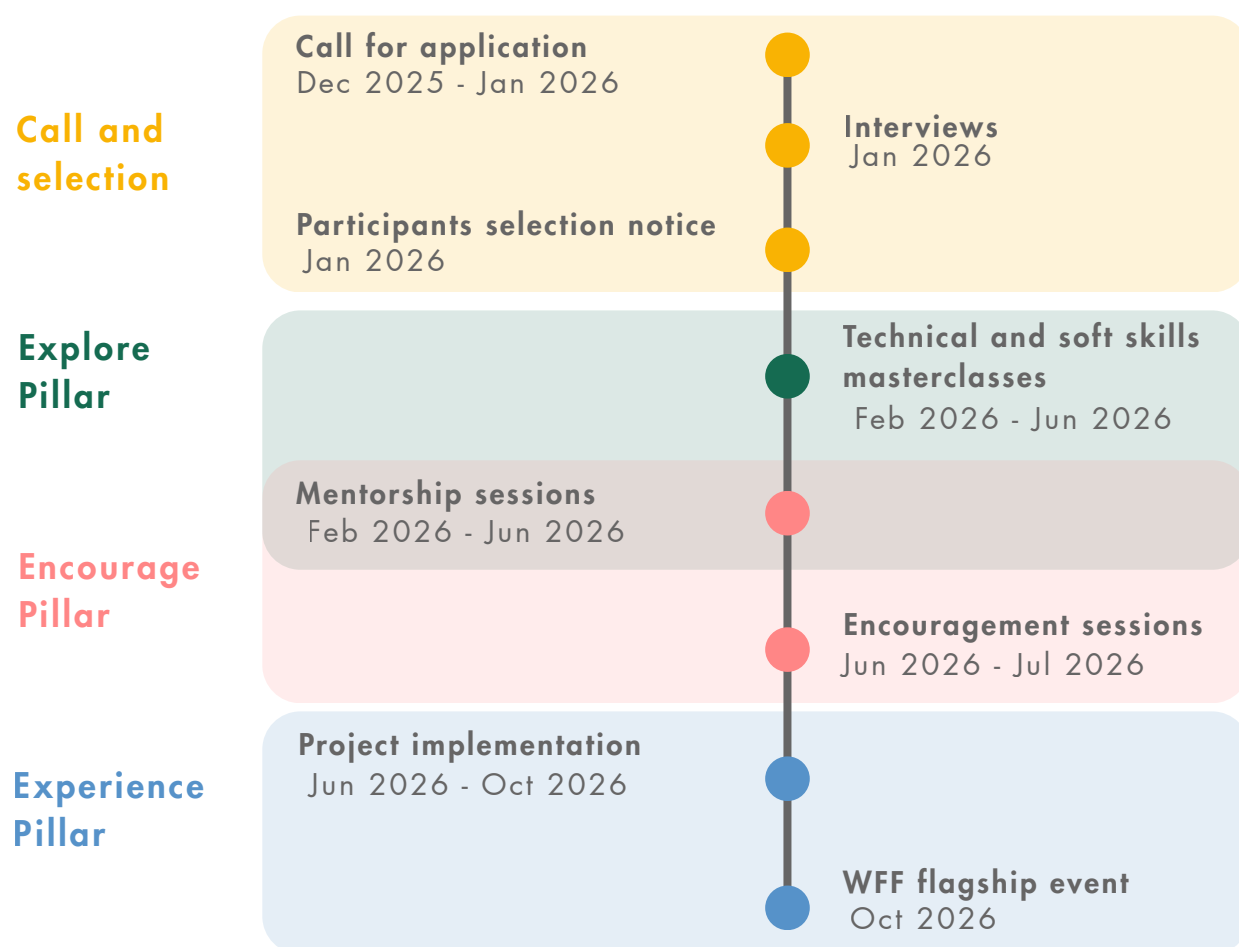 Call and
selection
Call for application
Dec 2025 - Jan 2026
Interviews
Jan 2026
Participants selection notice
Jan 2026
Explore
Pillar
Technical and soft skills
masterclasses
Feb 2026 - Jun 2026
Encourage
Pillar
Mentorship sessions
Feb 2026 - Jun 2026
Encouragement sessions
Jun 2026 - Jul 2026
Experience
Pillar
Project implementation
Jun 2026 - Oct 2026
WFF flagship event
Oct 2026